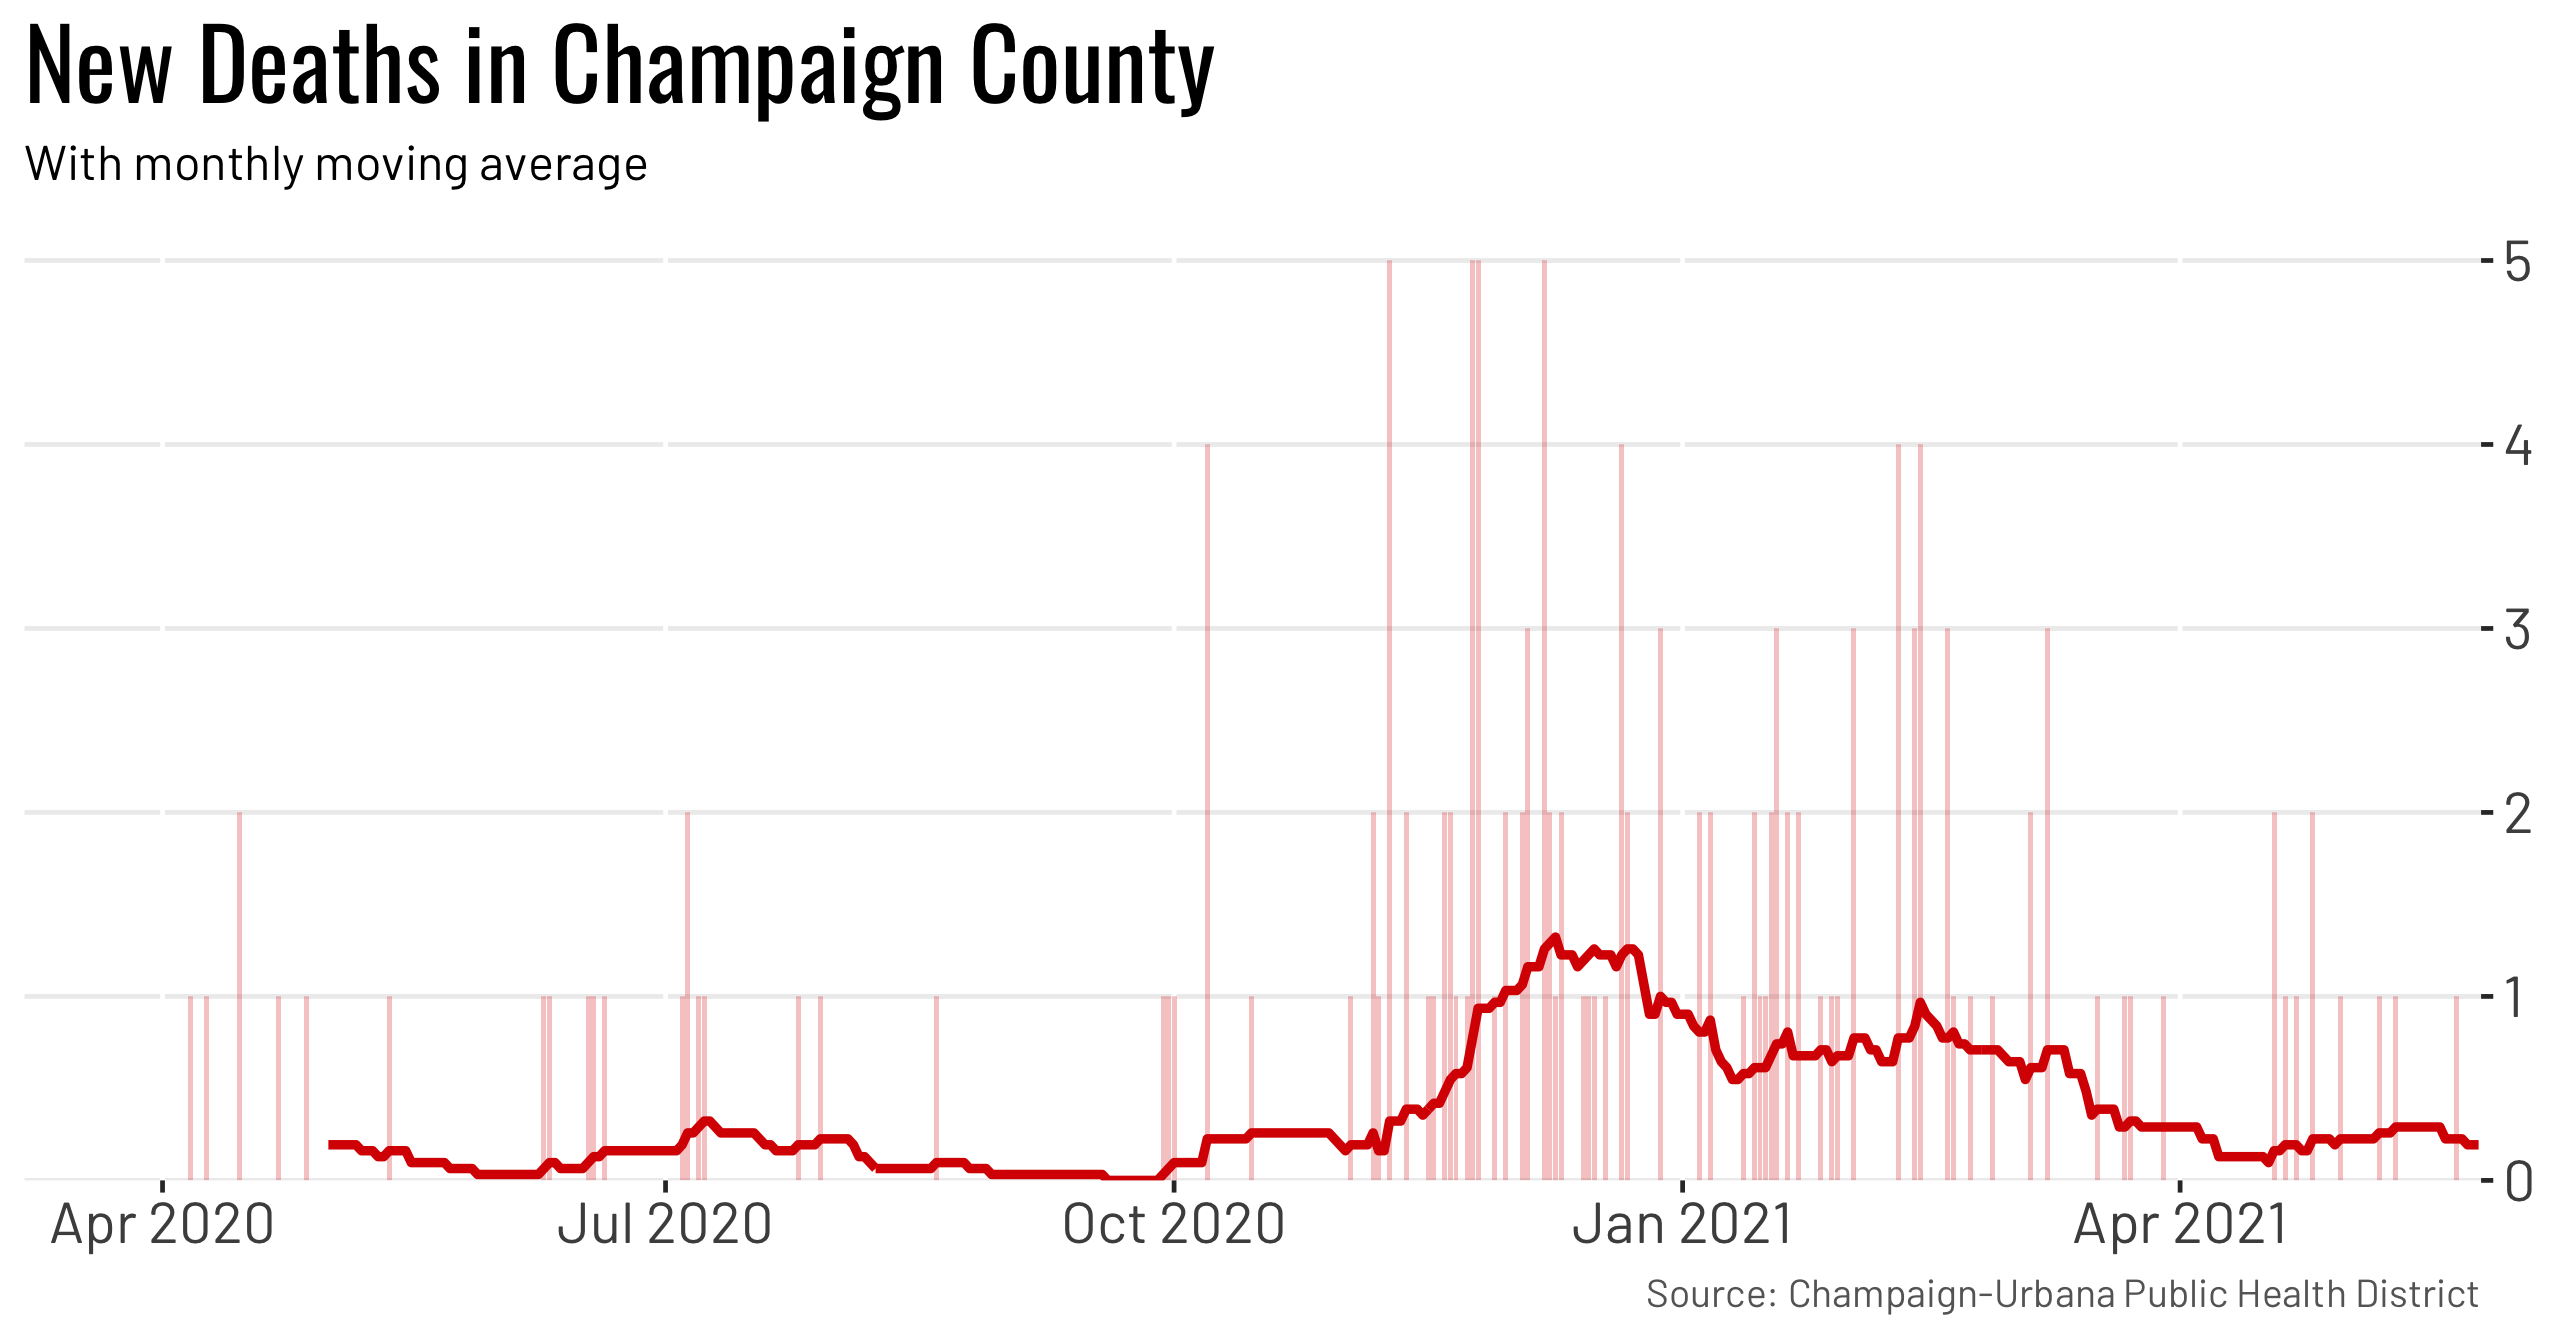 New Deaths in Champaign County
With monthly moving average
5
4
3
2
1
0
Apr 2020 Jul 2020 Oct 2020 Jan 2021 Apr 2021
Source: Champaign-Urbana Public Health District